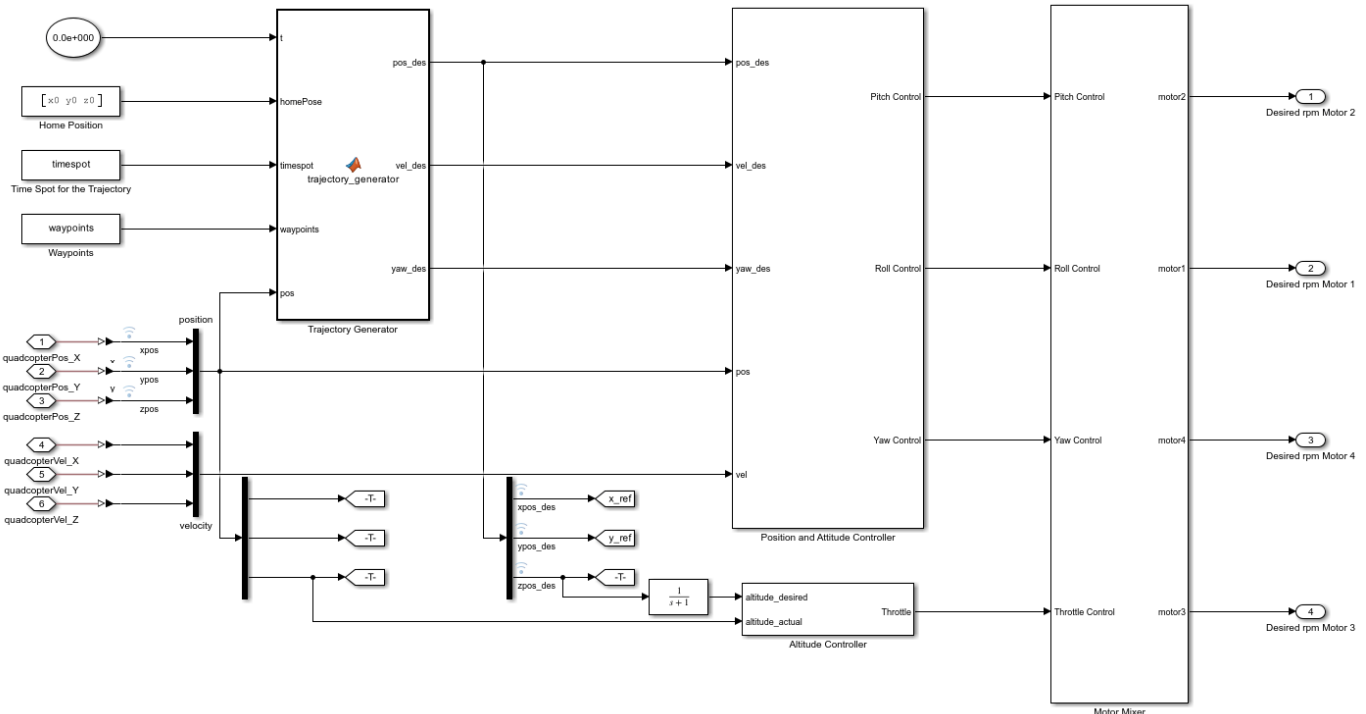 0.0e+000
t
[x0 y0 z0]
homePose
Home Position
timespot
timespot
Time Spot for the Trajectory
waypoints
waypoints
Waypoints
pos
trajectory_generator
pos_des
vel_des
yaw_des
Trajectory Generator
position
1
quadcopterPos_X
xpos
2
x
quadcopterPos_Y
ypos
3
y
quadcopterPos_Z
zpos
4
quadcopterVel_X
5
quadcopterVel_Y
6
quadcopterVel_Z
velocity
-T-
-T-
-T-
xpos_des
x_ref
ypos_des
y_ref
zpos_des
-T-
1
s+1
altitude_desired
altitude_actual
Throttle
Altitude Controller
pos_des
vel_des
yaw_des
pos
vel
Pitch Control
Roll Control
Yaw Control
Position and Attitude Controller
Pitch Control
Roll Control
Yaw Control
Throttle Control
motor2
motor1
motor4
motor3
Motor Mixer
1
Desired rpm Motor 2
2
Desired rpm Motor 1
3
Desired rpm Motor 4
4
Desired rpm Motor 3